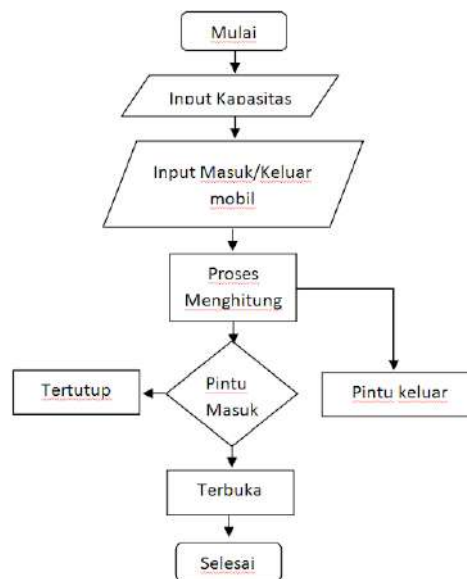 Mulai
Input Kapasitas
Input Masuk/Keluar
mobil
Proses
Menghitung
Tertutup
Pintu
Masuk
Pintu keluar
Terbuka
Selesai